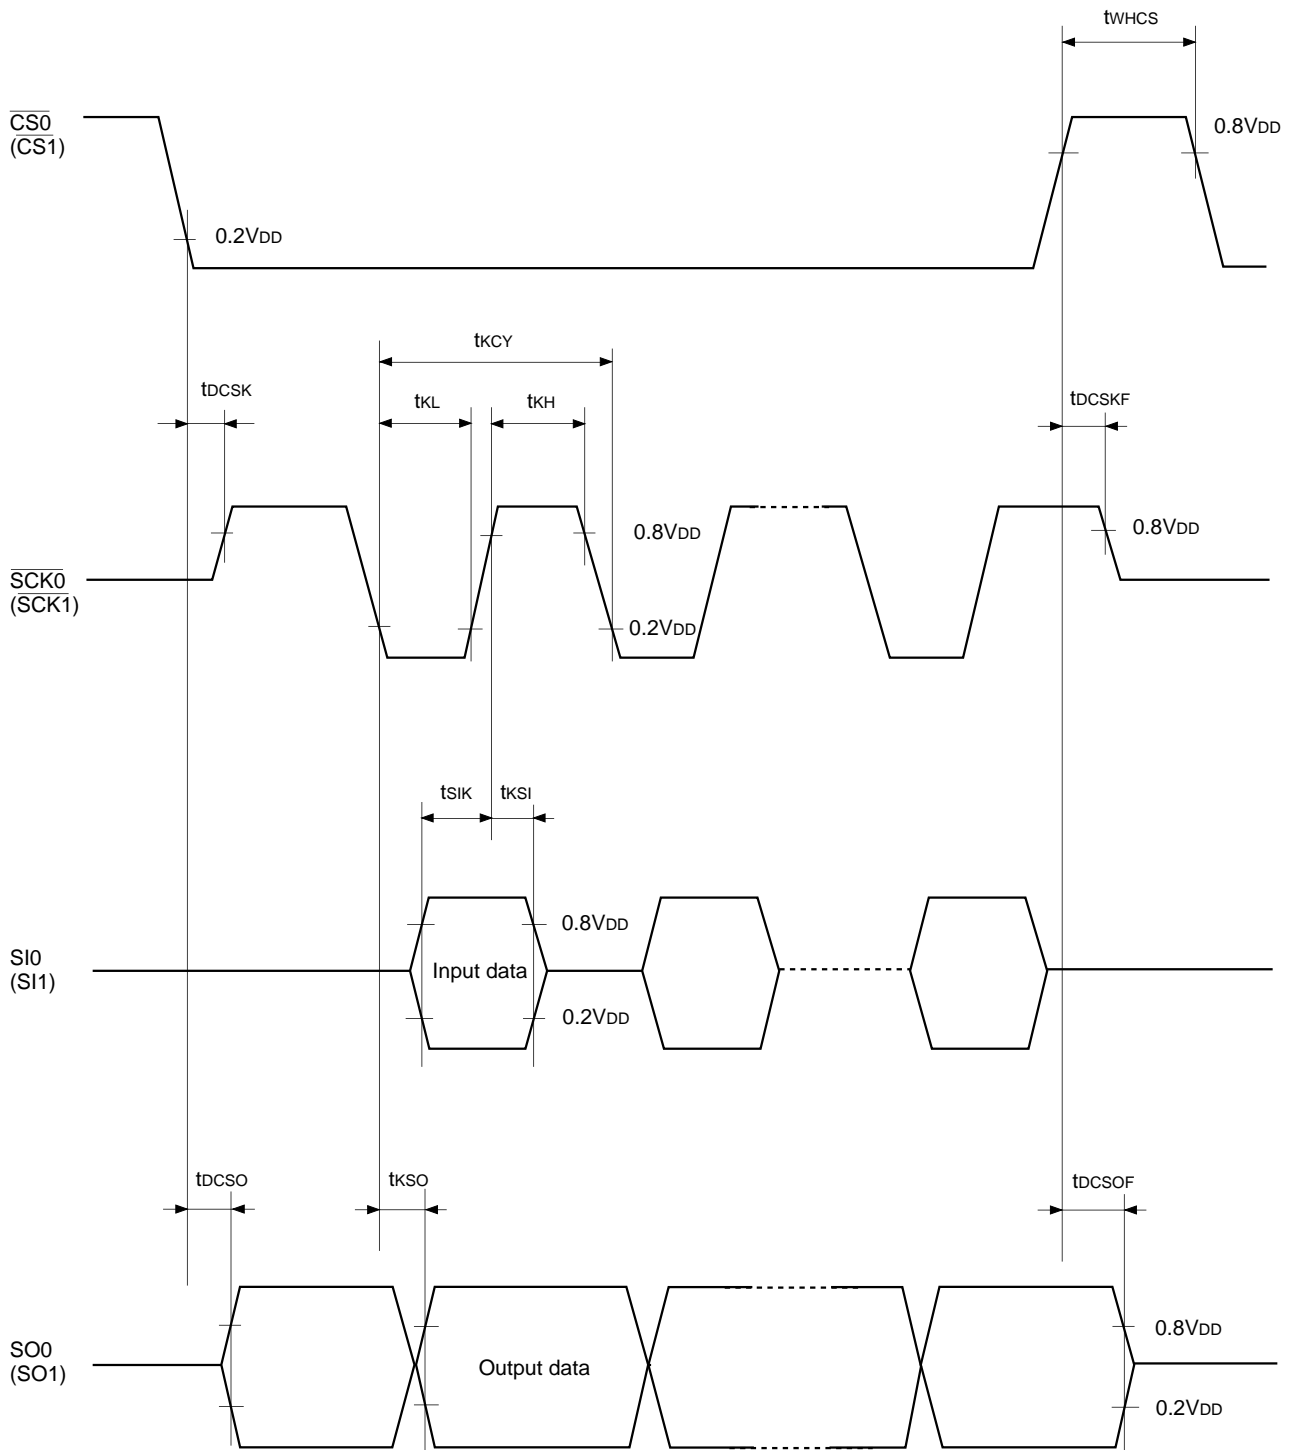 tWHCS
CS0
(CS1)
0.8VDD
0.2VDD
tKCY
tDCSK
tKL
tKH
tDCSKF
0.8VDD
0.8VDD
SCK0
(SCK1)
0.2VDD
tSIK
tKSI
0.8VDD
SI0
(SI1)
Input data
0.2VDD
tDCSO
tKSO
tDCSOF
0.8VDD
SO0
(SO1)
Output data
0.2VDD